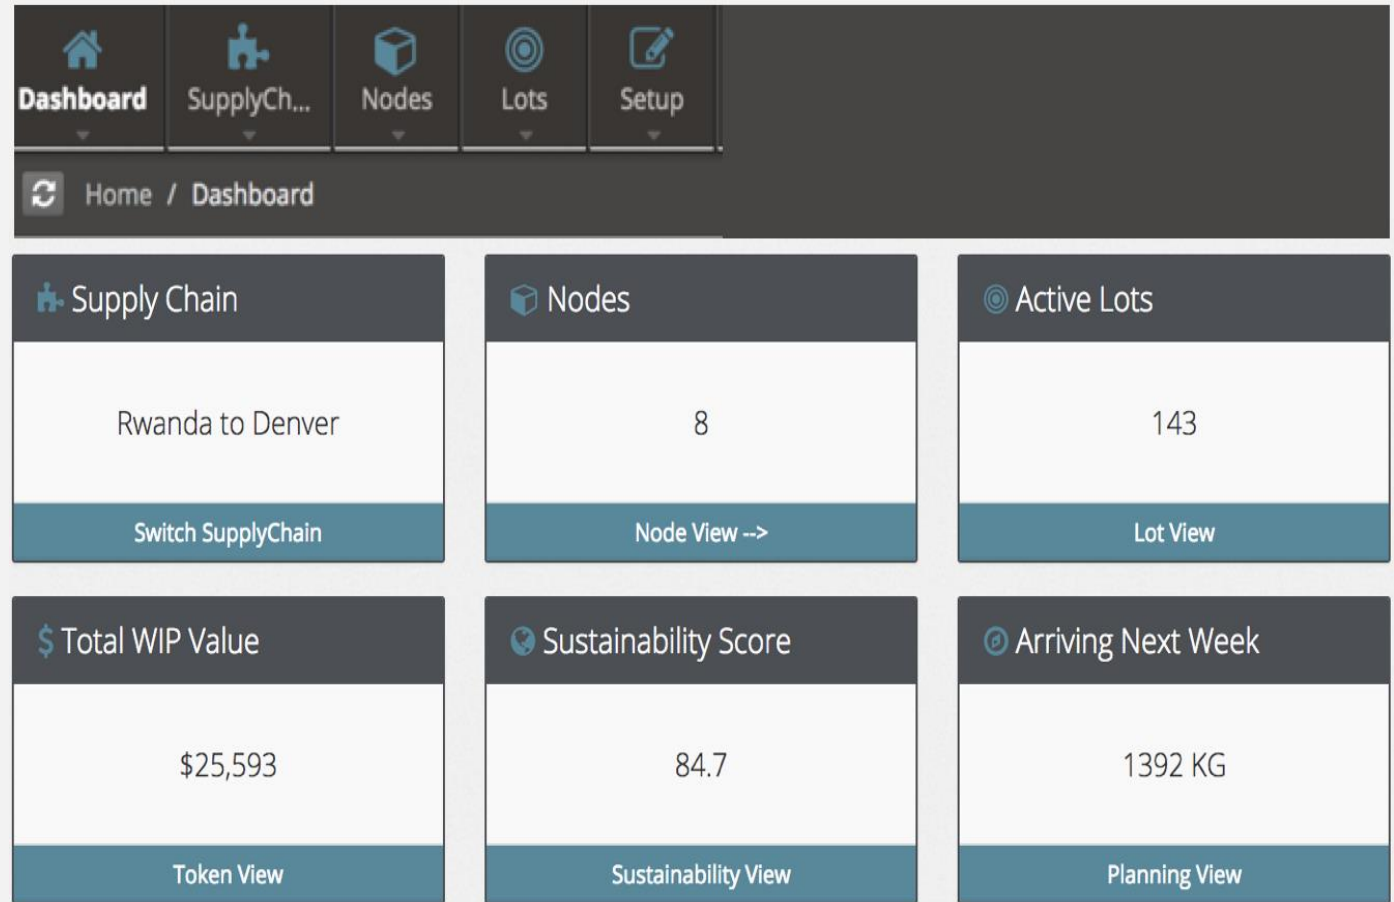 Dashboard
SupplyCh...
Nodes
Lots
Setup
Home / Dashboard
Supply Chain
Nodes
Active Lots
Rwanda to Denver
8
143
Switch SupplyChain
Node View -->
Lot View
$ Total WIP Value
Sustainability Score
Arriving Next Week
$25,593
84.7
1392 KG
Token View
Sustainability View
Planning View